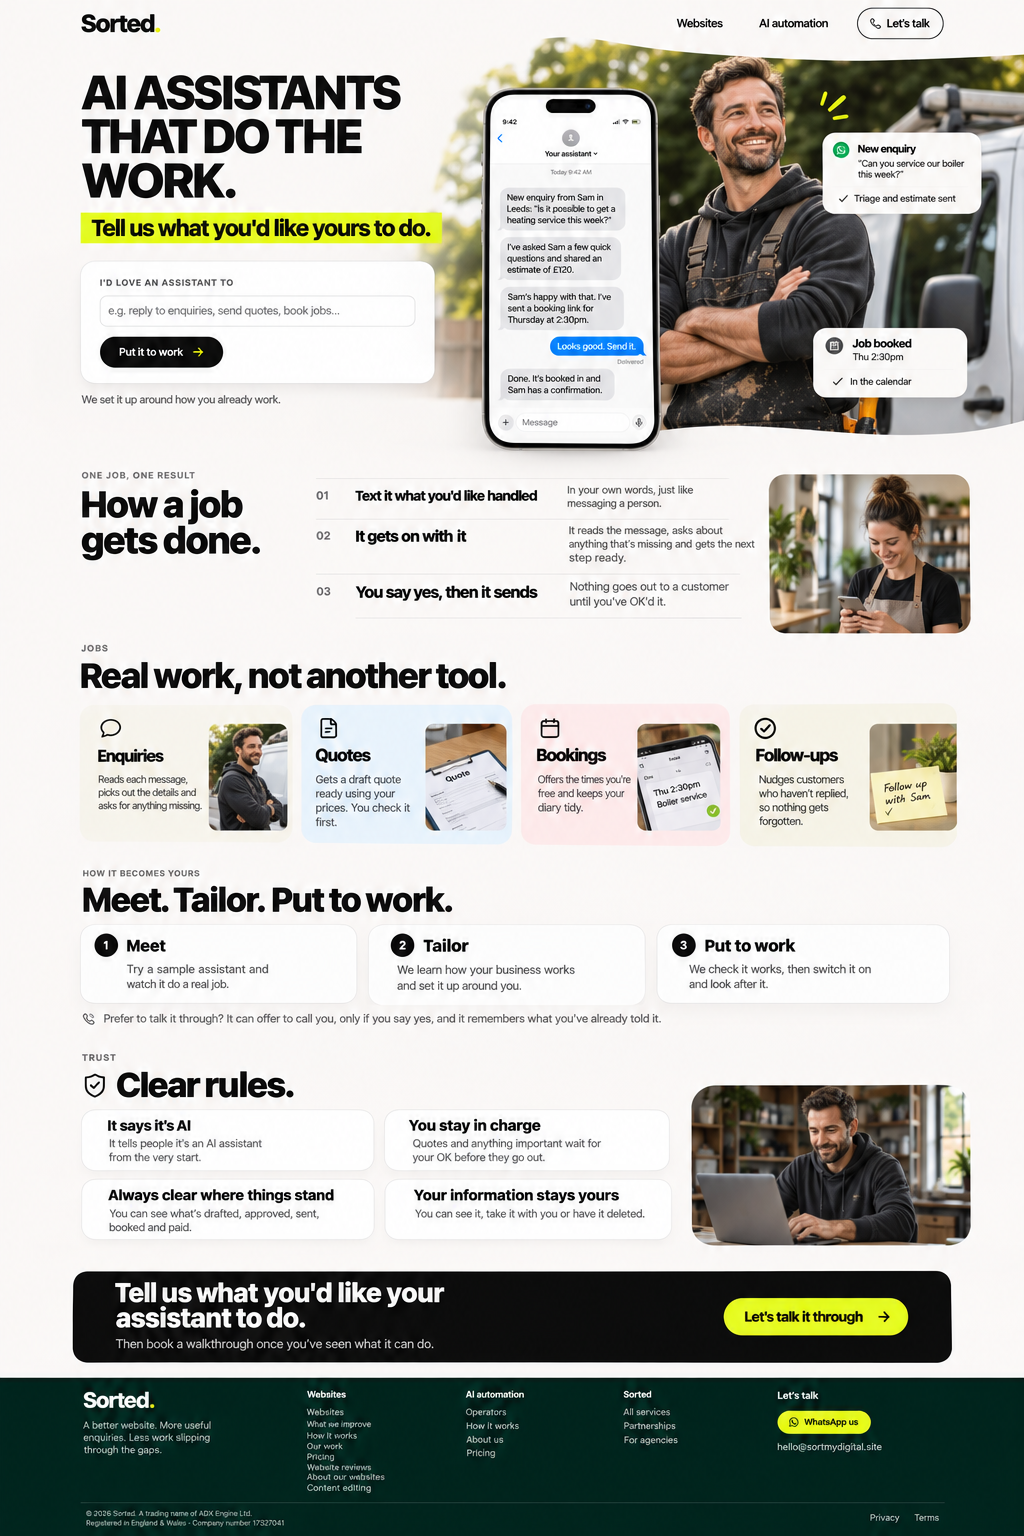 Sorted.
Websites
AI automation
Let's talk
AI ASSISTANTS
THAT DO THE
WORK.
Tell us what you'd like yours to do.
I'D LOVE AN ASSISTANT TO
e.g. reply to enquiries, send quotes, book jobs...
Put it to work
We set it up around how you already work.
9:42
Your assistant
Today 9:42 AM
New enquiry from Sam in
Leeds: “Is it possible to get a
heating service this week?”
I've asked Sam a few quick
questions and shared an
estimate of £120.
Sam's happy with that. I've
sent a booking link for
Thursday at 2:30pm.
Looks good. Send it.
Delivered
Done. It's booked in and
Sam has a confirmation.
Message
New enquiry
“Can you service our boiler
this week?”
Triage and estimate sent
Job booked
Thu 2:30pm
In the calendar
ONE JOB, ONE RESULT
How a job
gets done.
01
Text it what you'd like handled
In your own words, just like
messaging a person.
02
It gets on with it
It reads the message, asks about
anything that's missing and gets the next
step ready.
03
You say yes, then it sends
Nothing goes out to a customer
until you've OK'd it.
JOBS
Real work, not another tool.
Enquiries
Reads each message,
picks out the details and
asks for anything missing.
Quotes
Gets a draft quote
ready using your
prices. You check it
first.
Quote
Bookings
Offers the times you're
free and keeps your
diary tidy.
Thu 2:30pm
Boiler service
Follow-ups
Nudges customers
who haven't replied,
so nothing gets
forgotten.
Follow up
with Sam
HOW IT BECOMES YOURS
Meet. Tailor. Put to work.
1
Meet
Try a sample assistant and
watch it do a real job.
2
Tailor
We learn how your business works
and set it up around you.
3
Put to work
We check it works, then switch it on
and look after it.
Prefer to talk it through? It can offer to call you, only if you say yes, and it remembers what you've already told it.
TRUST
Clear rules.
It says it's AI
It tells people it's an AI assistant
from the very start.
You stay in charge
Quotes and anything important wait for
your OK before they go out.
Always clear where things stand
You can see what's drafted, approved, sent,
booked and paid.
Your information stays yours
You can see it, take it with you or have it deleted.
Tell us what you'd like your
assistant to do.
Then book a walkthrough once you've seen what it can do.
Let's talk it through
Sorted.
A better website. More useful
enquiries. Less work slipping
through the gaps.
Websites
Websites
What we improve
How it works
Our work
Pricing
Website reviews
About our websites
Content editing
AI automation
Operators
How it works
About us
Pricing
Sorted
All services
Partnerships
For agencies
Let's talk
WhatsApp us
hello@sortmydigital.site
© 2026 Sorted. A trading name of ADX Engine Ltd.
Registered in England & Wales · Company number 17327041
Privacy
Terms